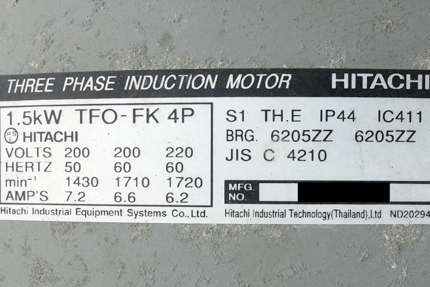 THREE PHASE INDUCTION MOTOR HITACHI
1.5kW TFO-FK 4P
HITACHI
VOLTS 200 200 220
HERTZ 50 60 60
min⁻¹ 1430 1710 1720
AMP'S 7.2 6.6 6.2
Hitachi Industrial Equipment Systems Co.,Ltd.
S1 TH.E IP44 IC411
BRG. 6205ZZ 6205ZZ
JIS C 4210
MFG.
NO.
Hitachi Industrial Technology(Thailand),Ltd. ND20294